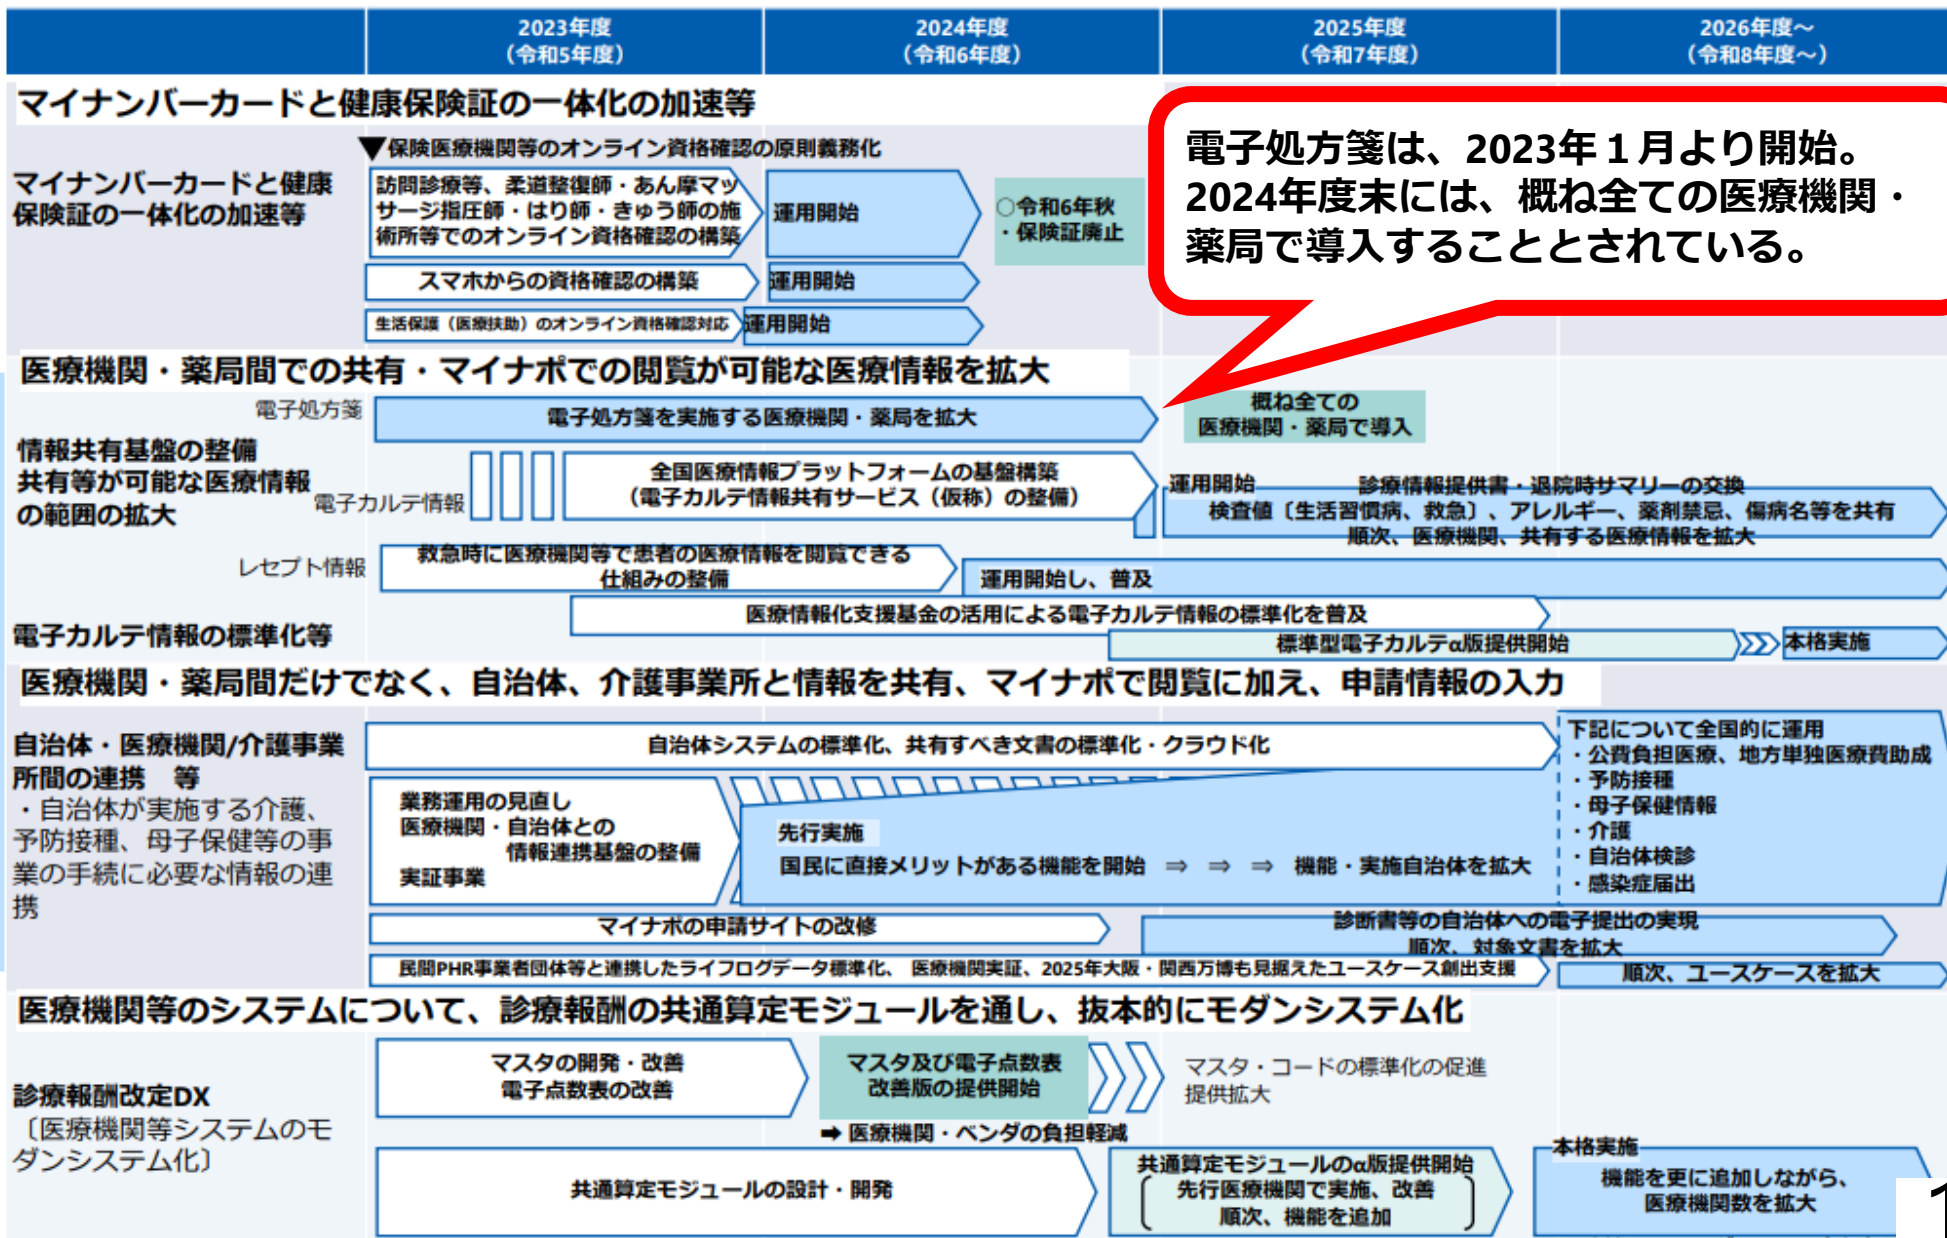 2023年度
（令和5年度）
2024年度
（令和6年度）
2025年度
（令和7年度）
2026年度～
（令和8年度～）
マイナンバーカードと健康保険証の一体化の加速等
▼保険医療機関等のオンライン資格確認の原則義務化
マイナンバーカードと健康
保険証の一体化の加速等
訪問診療等、柔道整復師・あん摩マッ
サージ指圧師・はり師・きゅう師の施
術所等でのオンライン資格確認の構築
運用開始
○令和6年秋
・保険証廃止
スマホからの資格確認の構築
運用開始
生活保護（医療扶助）のオンライン資格確認対応
運用開始
電子処方箋は、2023年１月より開始。
2024年度末には、概ね全ての医療機関・
薬局で導入することとされている。
医療機関・薬局間での共有・マイナポでの閲覧が可能な医療情報を拡大
電子処方箋
電子処方箋を実施する医療機関・薬局を拡大
概ね全ての
医療機関・薬局で導入
情報共有基盤の整備
共有等が可能な医療情報
の範囲の拡大
電子カルテ情報
全国医療情報プラットフォームの基盤構築
（電子カルテ情報共有サービス（仮称）の整備）
運用開始
診療情報提供書・退院時サマリーの交換
検査値〔生活習慣病、救急〕、アレルギー、薬剤禁忌、傷病名等を共有
順次、医療機関、共有する医療情報を拡大
レセプト情報
救急時に医療機関等で患者の医療情報を閲覧できる
仕組みの整備
運用開始し、普及
電子カルテ情報の標準化等
医療情報化支援基金の活用による電子カルテ情報の標準化を普及
標準型電子カルテα版提供開始
本格実施
医療機関・薬局間だけでなく、自治体、介護事業所と情報を共有、マイナポで閲覧に加え、申請情報の入力
自治体・医療機関/介護事業
所間の連携　等
・自治体が実施する介護、
予防接種、母子保健等の事
業の手続に必要な情報の連
携
自治体システムの標準化、共有すべき文書の標準化・クラウド化
業務運用の見直し
医療機関・自治体との
情報連携基盤の整備
実証事業
先行実施
国民に直接メリットがある機能を開始　⇒　⇒　⇒　機能・実施自治体を拡大
下記について全国的に運用
・公費負担医療、地方単独医療費助成
・予防接種
・母子保健情報
・介護
・自治体検診
・感染症届出
マイナポの申請サイトの改修
診断書等の自治体への電子提出の実現
順次、対象文書を拡大
民間PHR事業者団体等と連携したライフログデータ標準化、 医療機関実証、2025年大阪・関西万博も見据えたユースケース創出支援
順次、ユースケースを拡大
医療機関等のシステムについて、診療報酬の共通算定モジュールを通し、抜本的にモダンシステム化
診療報酬改定DX
〔医療機関等システムのモ
ダンシステム化〕
マスタの開発・改善
電子点数表の改善
マスタ及び電子点数表
改善版の提供開始
マスタ・コードの標準化の促進
提供拡大
➡ 医療機関・ベンダの負担軽減
共通算定モジュールの設計・開発
共通算定モジュールのα版提供開始
先行医療機関で実施、改善
順次、機能を追加
本格実施
機能を更に追加しながら、
医療機関数を拡大